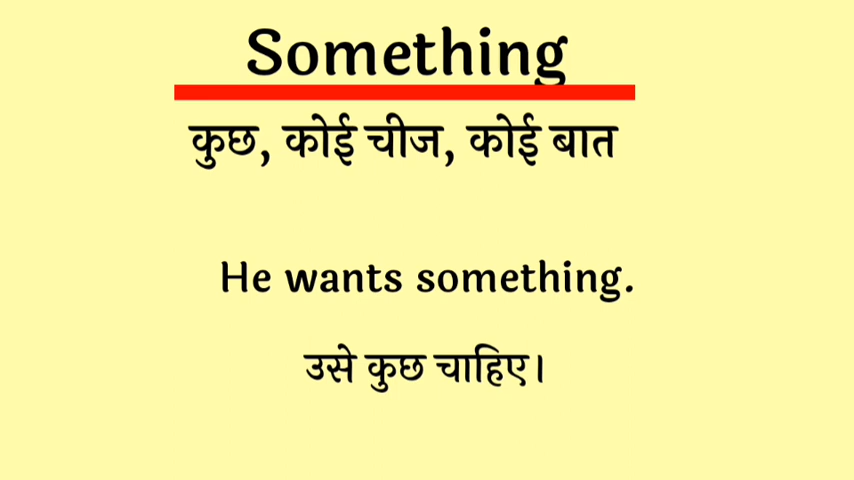 Something
कुछ, कोई चीज, कोई बात
He wants something.
उसे कुछ चाहिए।